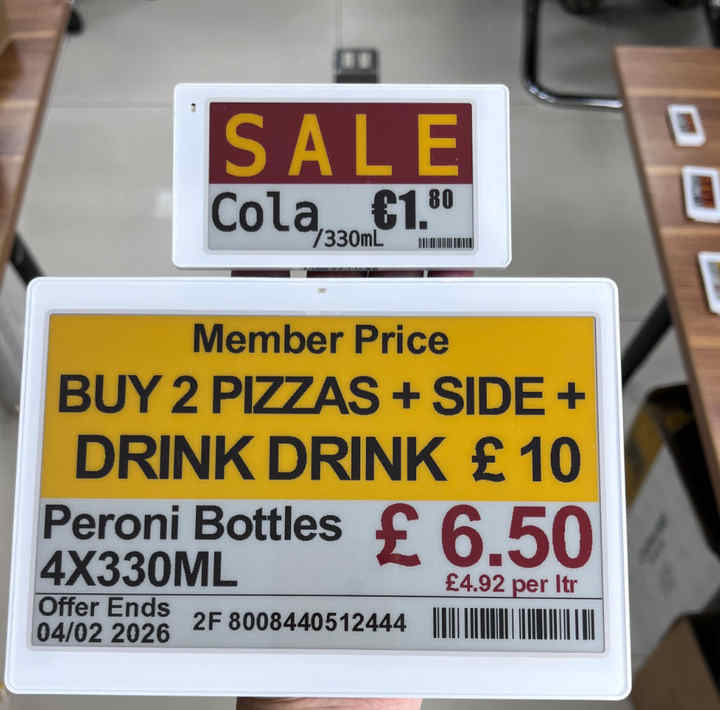 SALE
Cola
/330mL
€1.80
Member Price
BUY 2 PIZZAS + SIDE +
DRINK DRINK £ 10
Peroni Bottles
4X330ML
£ 6.50
£4.92 per ltr
Offer Ends
04/02 2026
2F 8008440512444